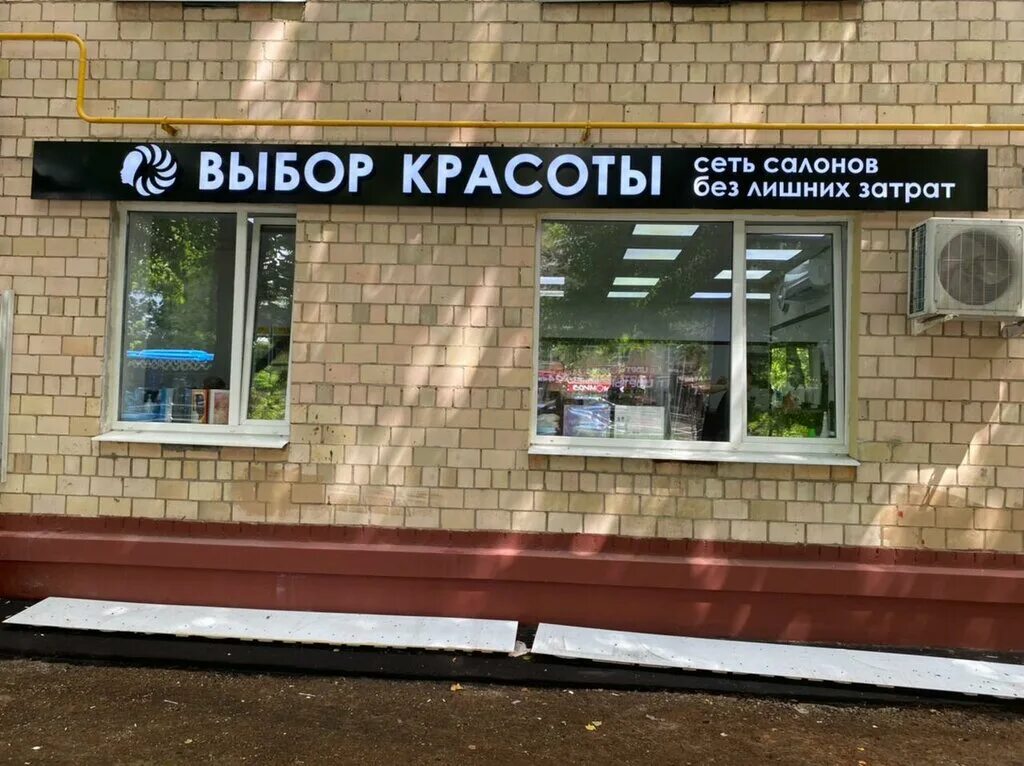 ВЫБОР КРАСОТЫ
сеть салонов
без лишних затрат